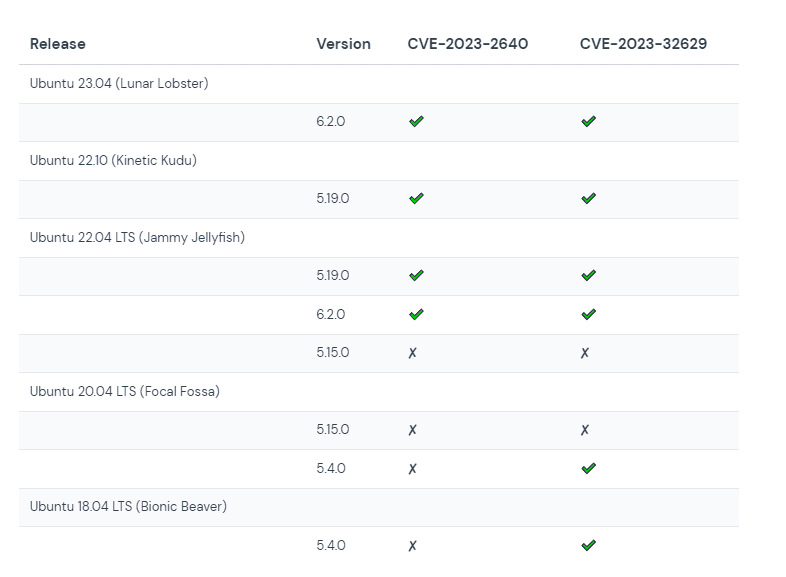 Release Version CVE-2023-2640 CVE-2023-32629
Ubuntu 23.04 (Lunar Lobster)
6.2.0 ✔ ✔
Ubuntu 22.10 (Kinetic Kudu)
5.19.0 ✔ ✔
Ubuntu 22.04 LTS (Jammy Jellyfish)
5.19.0 ✔ ✔
6.2.0 ✔ ✔
5.15.0 ✗ ✗
Ubuntu 20.04 LTS (Focal Fossa)
5.15.0 ✗ ✗
5.4.0 ✗ ✔
Ubuntu 18.04 LTS (Bionic Beaver)
5.4.0 ✗ ✔